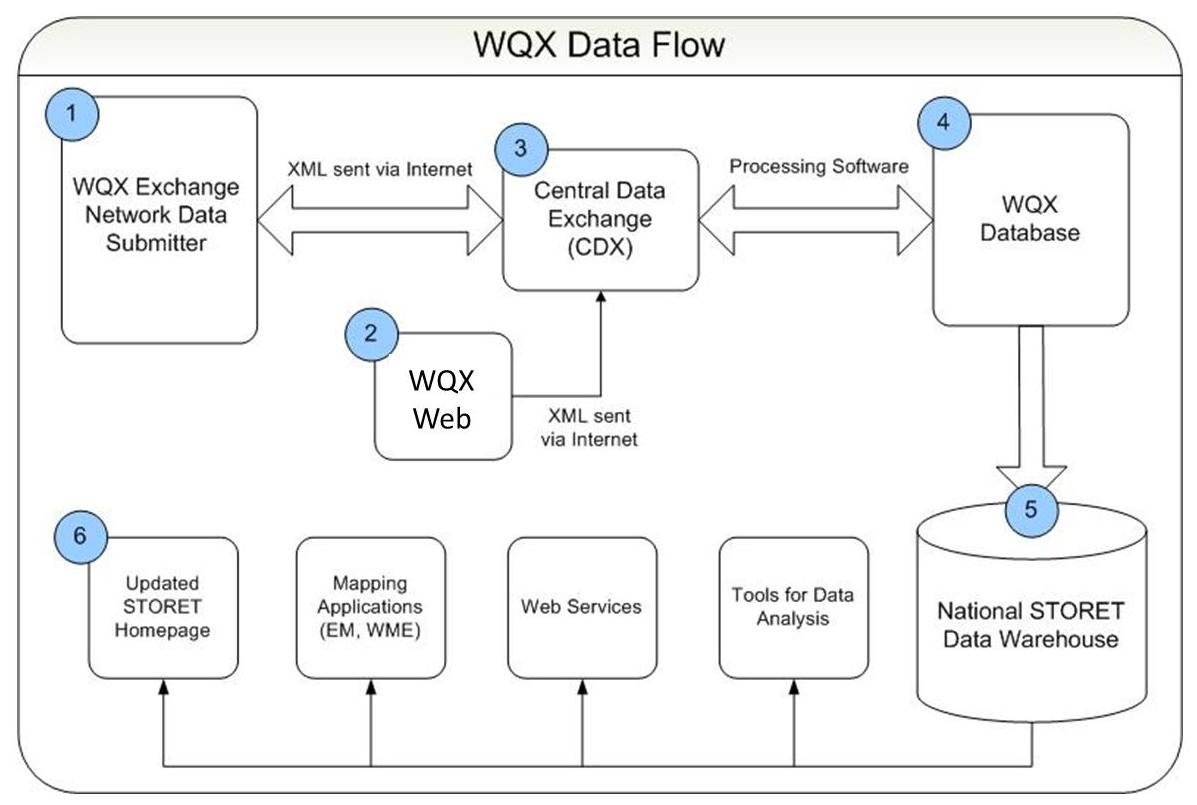 WQX Data Flow
1
WQX Exchange
Network Data
Submitter
XML sent via Internet
3
Central Data
Exchange
(CDX)
Processing Software
4
WQX
Database
2
WQX
Web
XML sent
via Internet
5
National STORET
Data Warehouse
6
Updated
STORET
Homepage
Mapping
Applications
(EM, WME)
Web Services
Tools for Data
Analysis